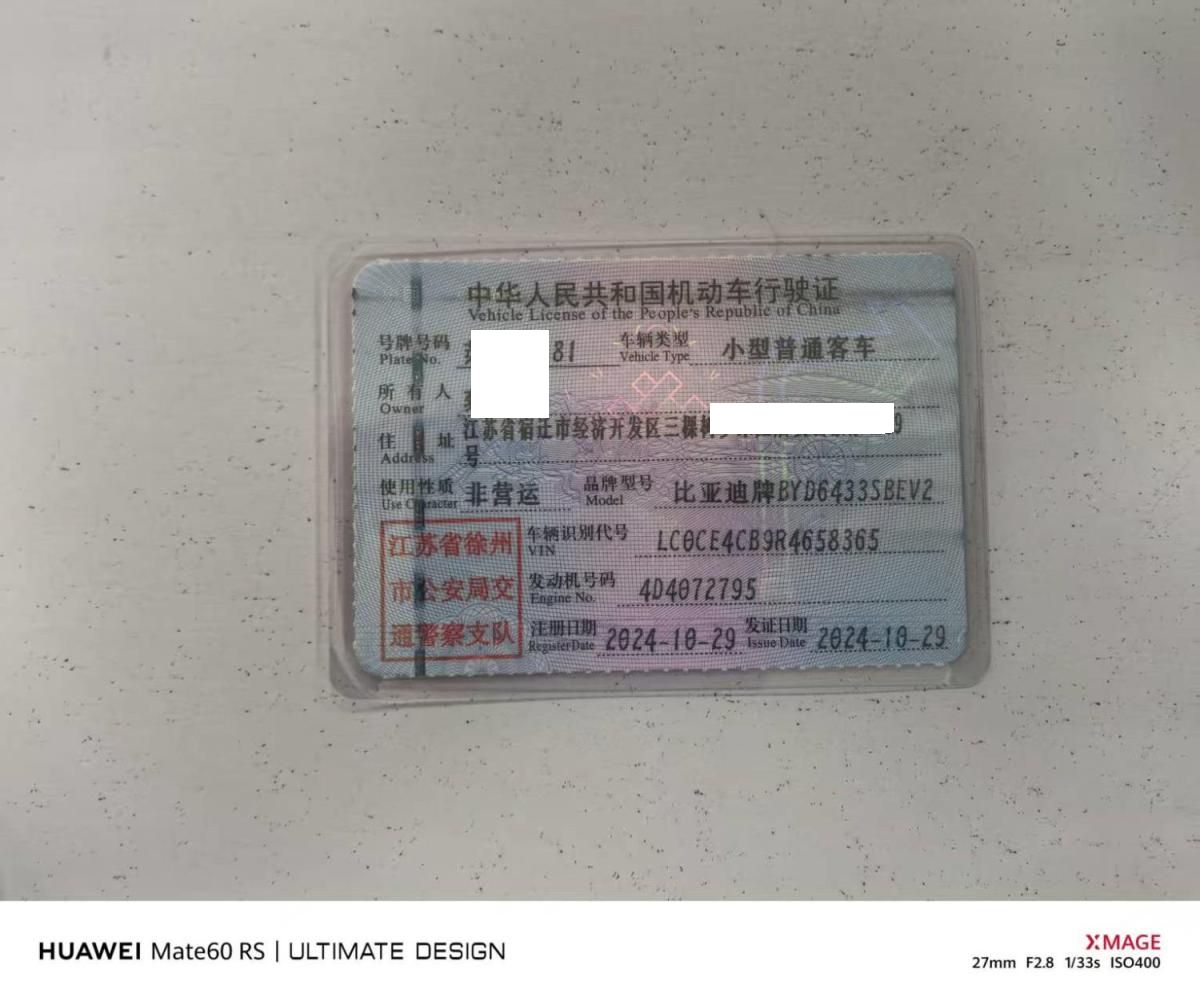 中华人民共和国机动车行驶证
Vehicle License of the People's Republic of China
号牌号码 81 车辆类型 小型普通客车
Plate No. Vehicle Type
所有人
Owner
住址 江苏省宿迁市经济开发区三棵 9
Address 号
使用性质 非营运 品牌型号 比亚迪牌BYD6433SBEV2
Use Character Model
江苏省徐州 车辆识别代号 LC0CE4CB9R4658365
VIN
市公安局交 发动机号码 4D4072795
Engine No.
通警察支队 注册日期 2024-10-29 发证日期 2024-10-29
Register Date Issue Date
HUAWEI Mate60 RS | ULTIMATE DESIGN
XMAGE
27mm F2.8 1/33s ISO400